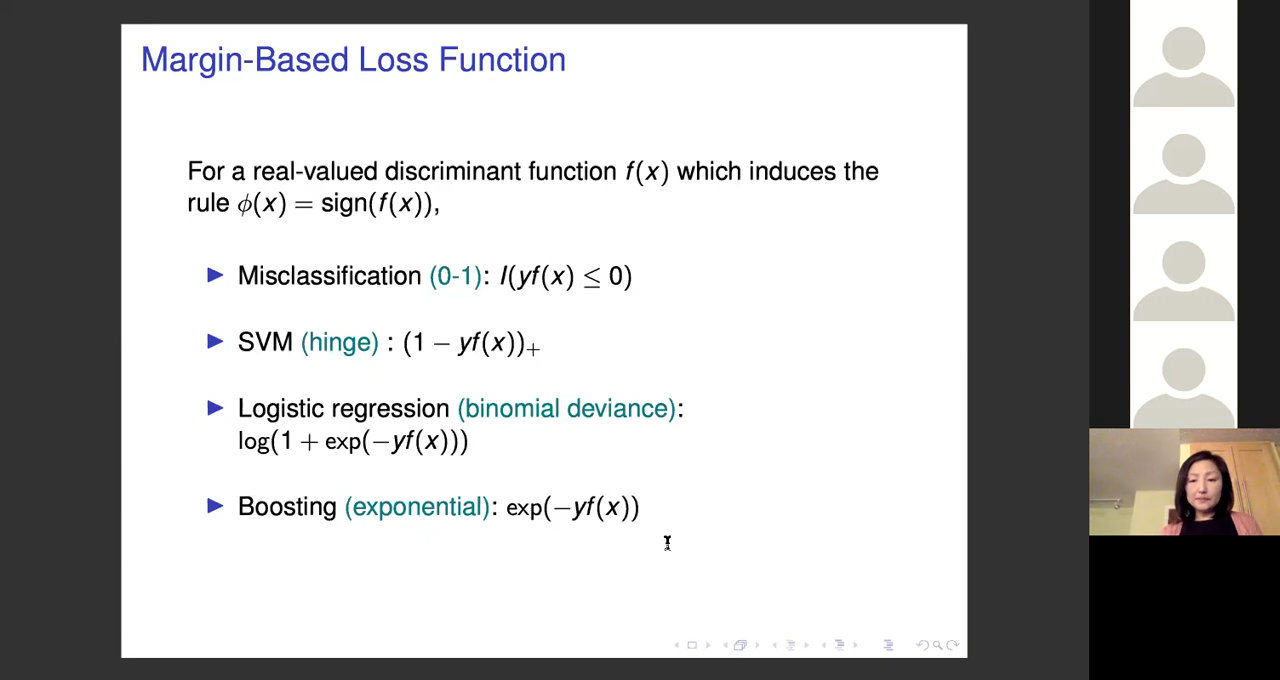 Margin-Based Loss Function
For a real-valued discriminant function f(x) which induces the
rule ϕ(x) = sign(f(x)),
▶ Misclassification (0-1): I(yf(x) ≤ 0)
▶ SVM (hinge) : (1 − yf(x))₊
▶ Logistic regression (binomial deviance):
log(1 + exp(−yf(x)))
▶ Boosting (exponential): exp(−yf(x))